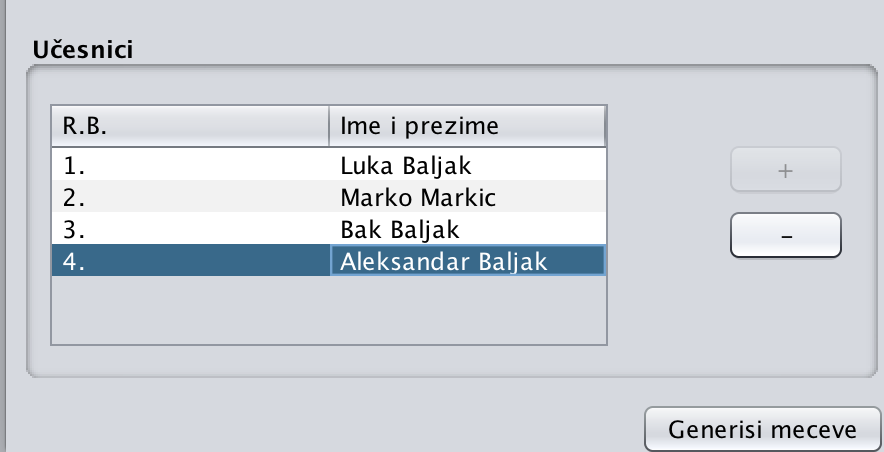 Učesnici
R.B. Ime i prezime
1. Luka Baljak
2. Marko Markic
3. Bak Baljak
4. Aleksandar Baljak
+
-
Generisi meceve